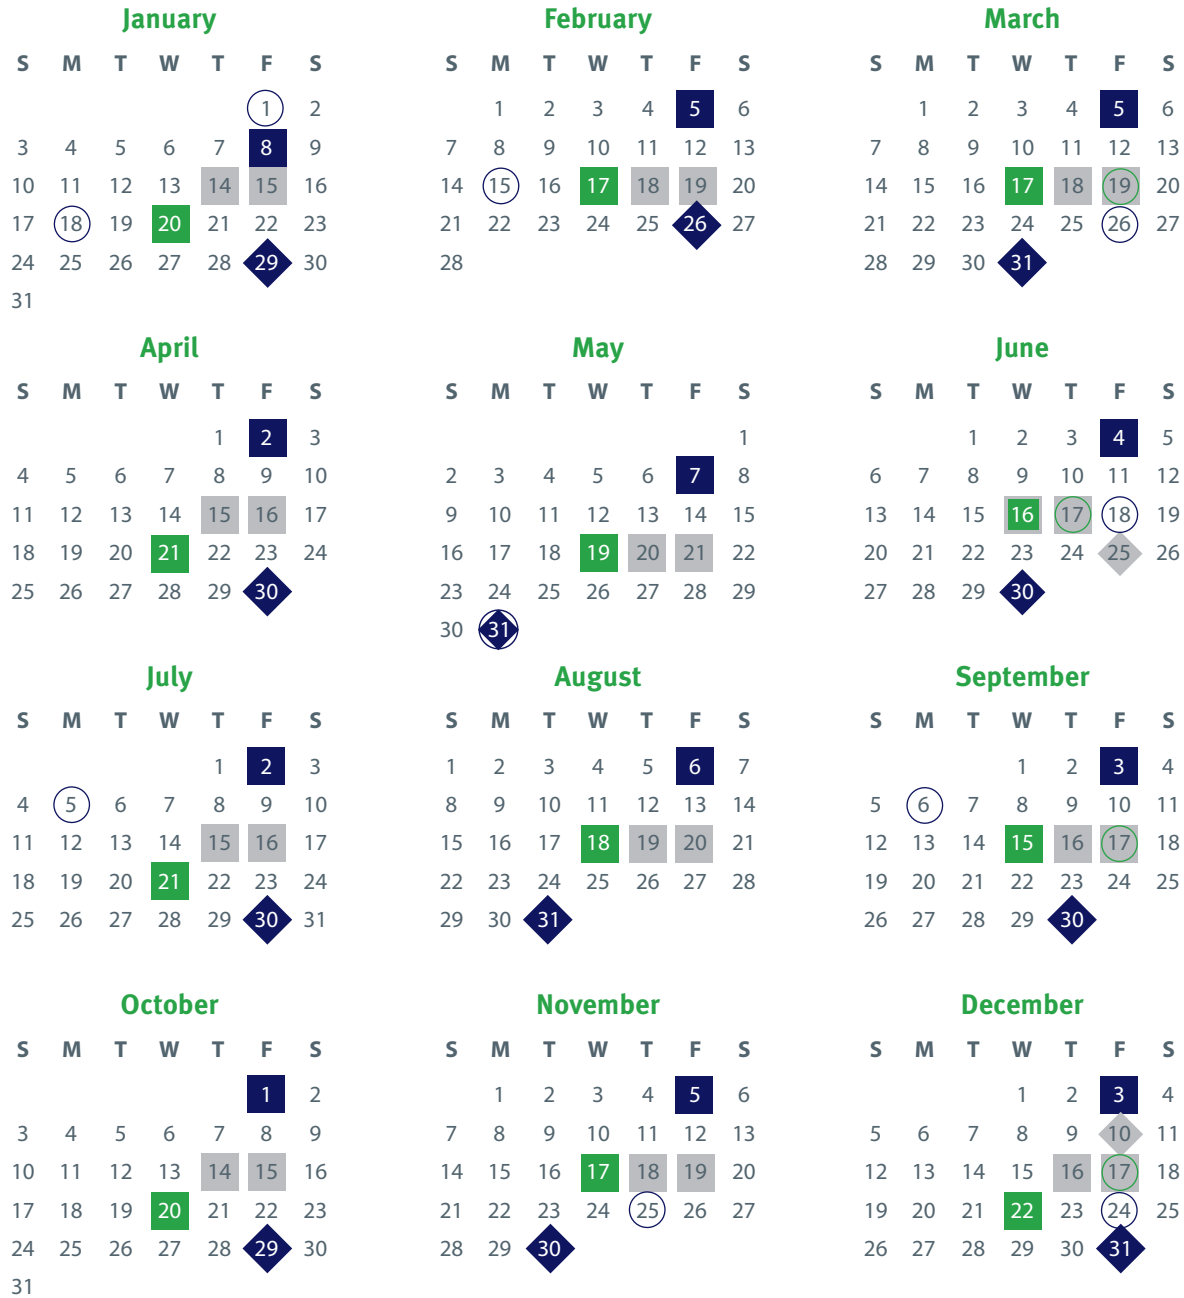 January
S M T W T F S
1 2
3 4 5 6 7 8 9
10 11 12 13 14 15 16
17 18 19 20 21 22 23
24 25 26 27 28 29 30
31
February
S M T W T F S
1 2 3 4 5 6
7 8 9 10 11 12 13
14 15 16 17 18 19 20
21 22 23 24 25 26 27
28
March
S M T W T F S
1 2 3 4 5 6
7 8 9 10 11 12 13
14 15 16 17 18 19 20
21 22 23 24 25 26 27
28 29 30 31
April
S M T W T F S
1 2 3
4 5 6 7 8 9 10
11 12 13 14 15 16 17
18 19 20 21 22 23 24
25 26 27 28 29 30
May
S M T W T F S
1
2 3 4 5 6 7 8
9 10 11 12 13 14 15
16 17 18 19 20 21 22
23 24 25 26 27 28 29
30 31
June
S M T W T F S
1 2 3 4 5
6 7 8 9 10 11 12
13 14 15 16 17 18 19
20 21 22 23 24 25 26
27 28 29 30
July
S M T W T F S
1 2 3
4 5 6 7 8 9 10
11 12 13 14 15 16 17
18 19 20 21 22 23 24
25 26 27 28 29 30 31
August
S M T W T F S
1 2 3 4 5 6 7
8 9 10 11 12 13 14
15 16 17 18 19 20 21
22 23 24 25 26 27 28
29 30 31
September
S M T W T F S
1 2 3 4
5 6 7 8 9 10 11
12 13 14 15 16 17 18
19 20 21 22 23 24 25
26 27 28 29 30
October
S M T W T F S
1 2
3 4 5 6 7 8 9
10 11 12 13 14 15 16
17 18 19 20 21 22 23
24 25 26 27 28 29 30
31
November
S M T W T F S
1 2 3 4 5 6
7 8 9 10 11 12 13
14 15 16 17 18 19 20
21 22 23 24 25 26 27
28 29 30
December
S M T W T F S
1 2 3 4
5 6 7 8 9 10 11
12 13 14 15 16 17 18
19 20 21 22 23 24 25
26 27 28 29 30 31